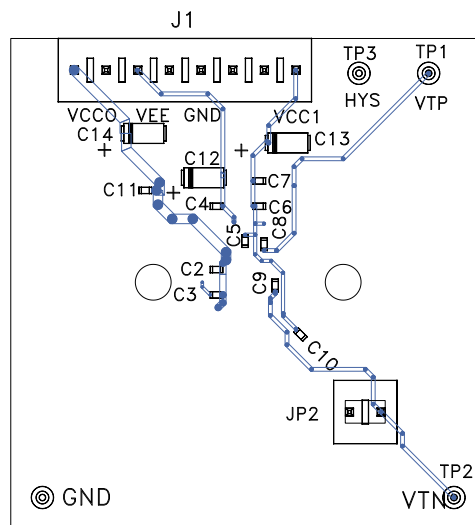 J1
TP3 TP1
VCCO VEE GND VCC1 HYS VTP
C14 C12 C13
C11 C4 C7
C6
C5 C8
C2 C9
C3
C10
JP2
TP2
GND VTN